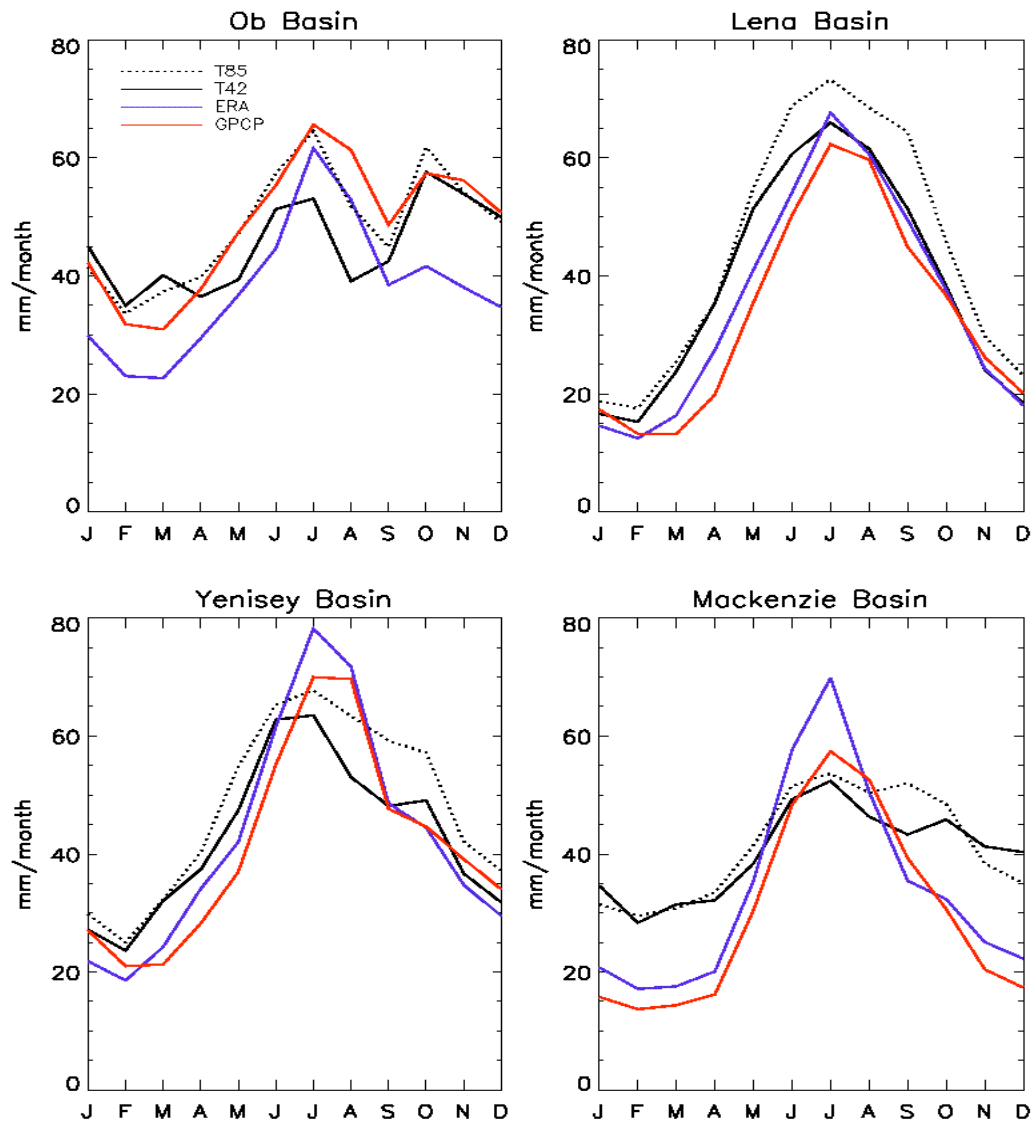 Ob Basin
80
60
40
20
0
mm/month
T85
T42
ERA
GPCP
J F M A M J J A S O N D
Lena Basin
80
60
40
20
0
mm/month
J F M A M J J A S O N D
Yenisey Basin
80
60
40
20
0
mm/month
J F M A M J J A S O N D
Mackenzie Basin
80
60
40
20
0
mm/month
J F M A M J J A S O N D